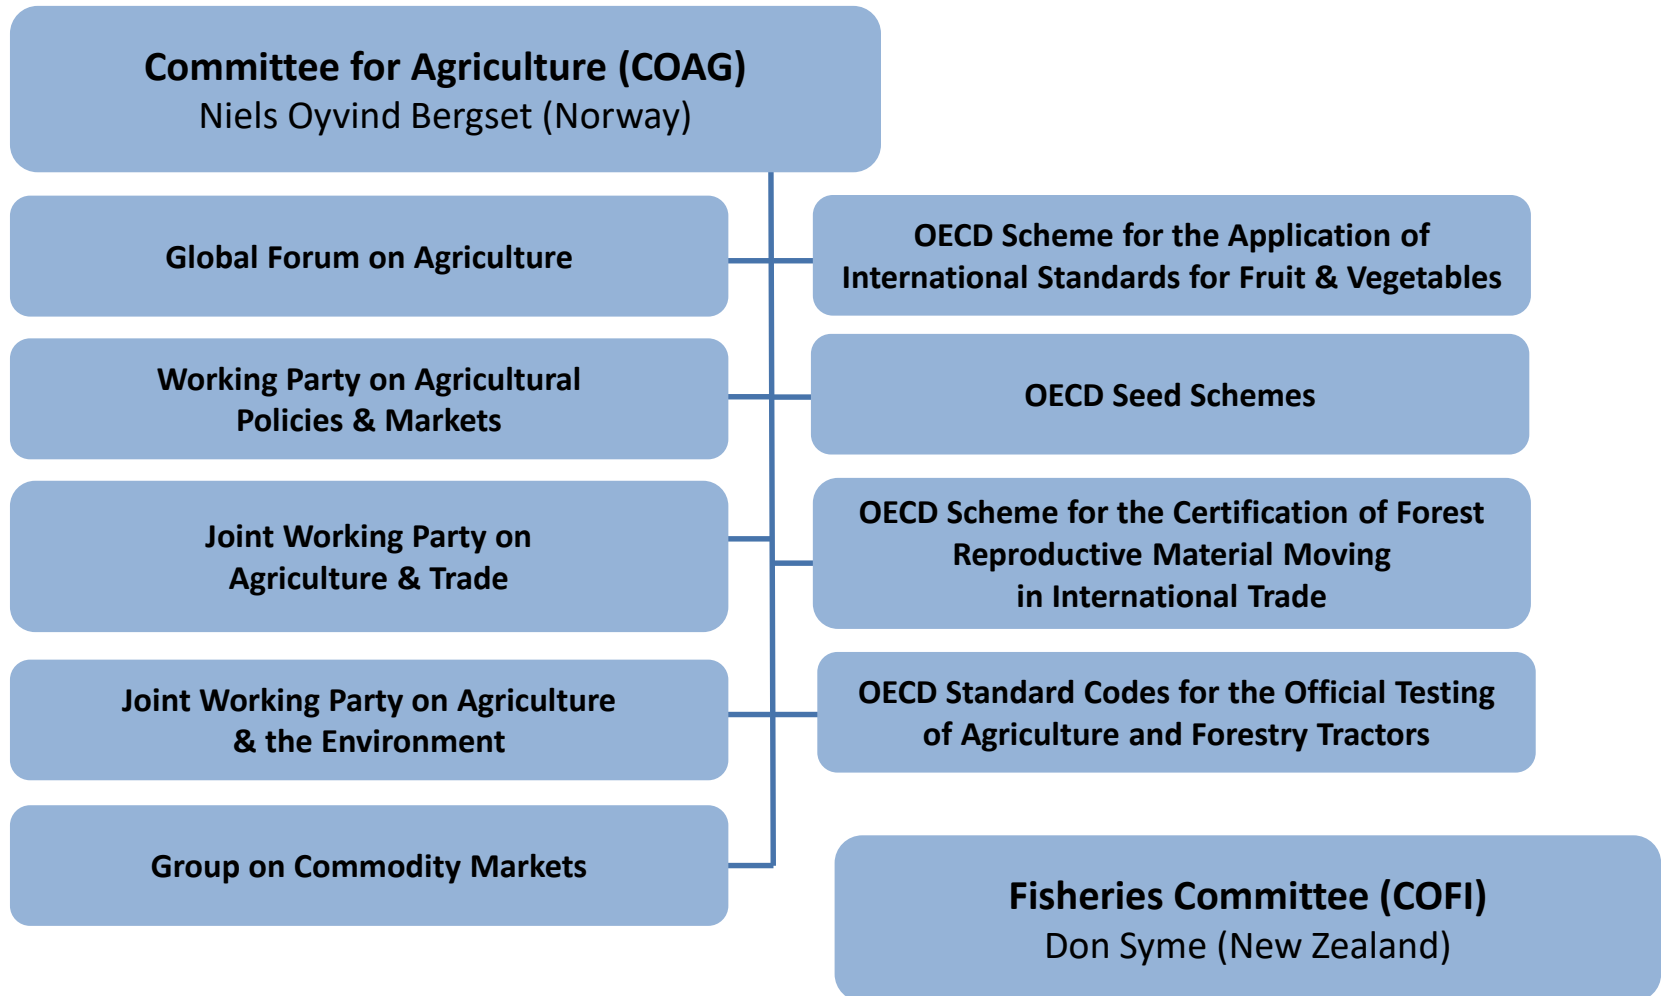 Committee for Agriculture (COAG)
Niels Oyvind Bergset (Norway)
Global Forum on Agriculture
OECD Scheme for the Application of
International Standards for Fruit & Vegetables
Working Party on Agricultural
Policies & Markets
OECD Seed Schemes
Joint Working Party on
Agriculture & Trade
OECD Scheme for the Certification of Forest
Reproductive Material Moving
in International Trade
Joint Working Party on Agriculture
& the Environment
OECD Standard Codes for the Official Testing
of Agriculture and Forestry Tractors
Group on Commodity Markets
Fisheries Committee (COFI)
Don Syme (New Zealand)